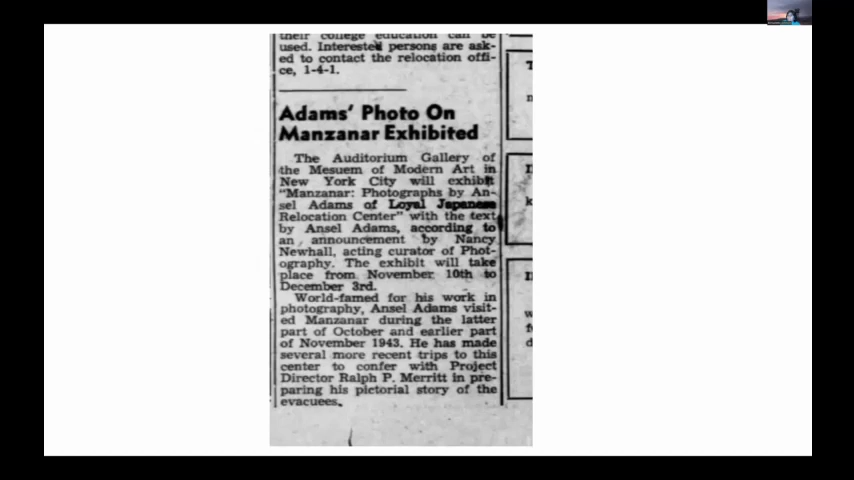 their college education can be
used. Interested persons are ask-
ed to contact the relocation offi-
ce, 1-4-1.
Adams' Photo On
Manzanar Exhibited
The Auditorium Gallery of
the Mesuem of Modern Art in
New York City will exhibit
"Manzanar: Photographs by An-
sel Adams of Loyal Japanese
Relocation Center" with the text
by Ansel Adams, according to
an announcement by Nancy
Newhall, acting curator of Phot-
ography. The exhibit will take
place from November 10th to
December 3rd.
World-famed for his work in
photography, Ansel Adams visit-
ed Manzanar during the latter
part of October and earlier part
of November 1943. He has made
several more recent trips to this
center to confer with Project
Director Ralph P. Merritt in pre-
paring his pictorial story of the
evacuees.